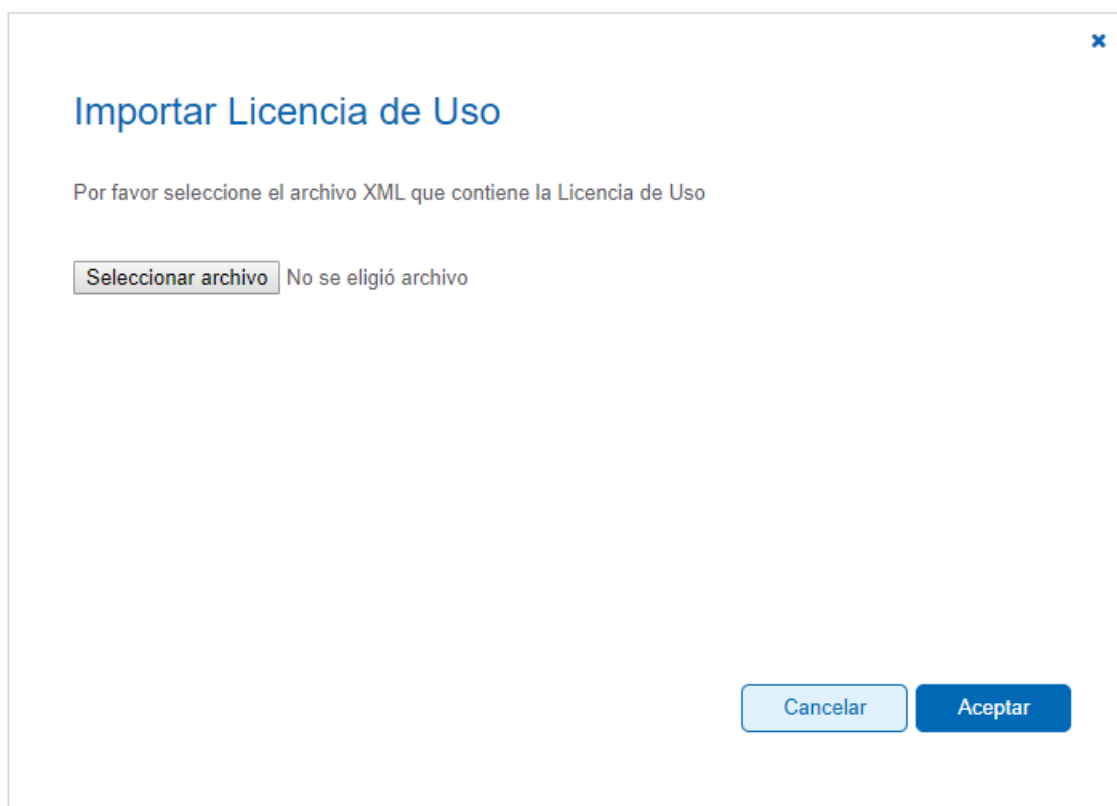 Importar Licencia de Uso
Por favor seleccione el archivo XML que contiene la Licencia de Uso
Seleccionar archivo No se eligió archivo
Cancelar Aceptar